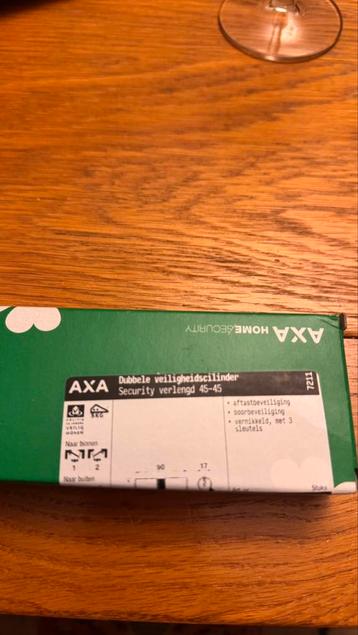 AXA HOME & SECURITY
AXA
Dubbele veiligheidscilinder
Security verlengd 45-45
7211
• aftastbeveiliging
• boorbeveiliging
• vernikkeld, met 3
sleutels
SKG
Naar binnen
1 2
Naar buiten
90 17
Stuks